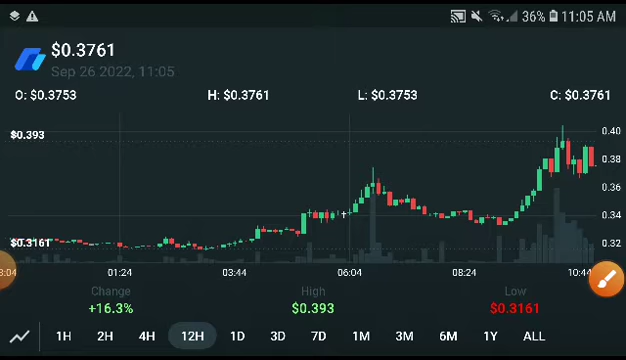 36% 11:05 AM
$0.3761
Sep 26 2022, 11:05
O: $0.3753 H: $0.3761 L: $0.3753 C: $0.3761
$0.393
0.40
0.38
0.36
0.34
$0.3161
0.32
3:04 01:24 03:44 06:04 08:24 10:44
Change High Low
+16.3% $0.393 $0.3161
1H 2H 4H 12H 1D 3D 7D 1M 3M 6M 1Y ALL